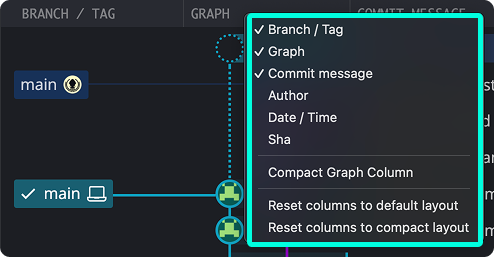 BRANCH / TAG
GRAPH
COMMIT MESSAGE
Branch / Tag
Graph
Commit message
Author
Date / Time
Sha
Compact Graph Column
Reset columns to default layout
Reset columns to compact layout
main
main